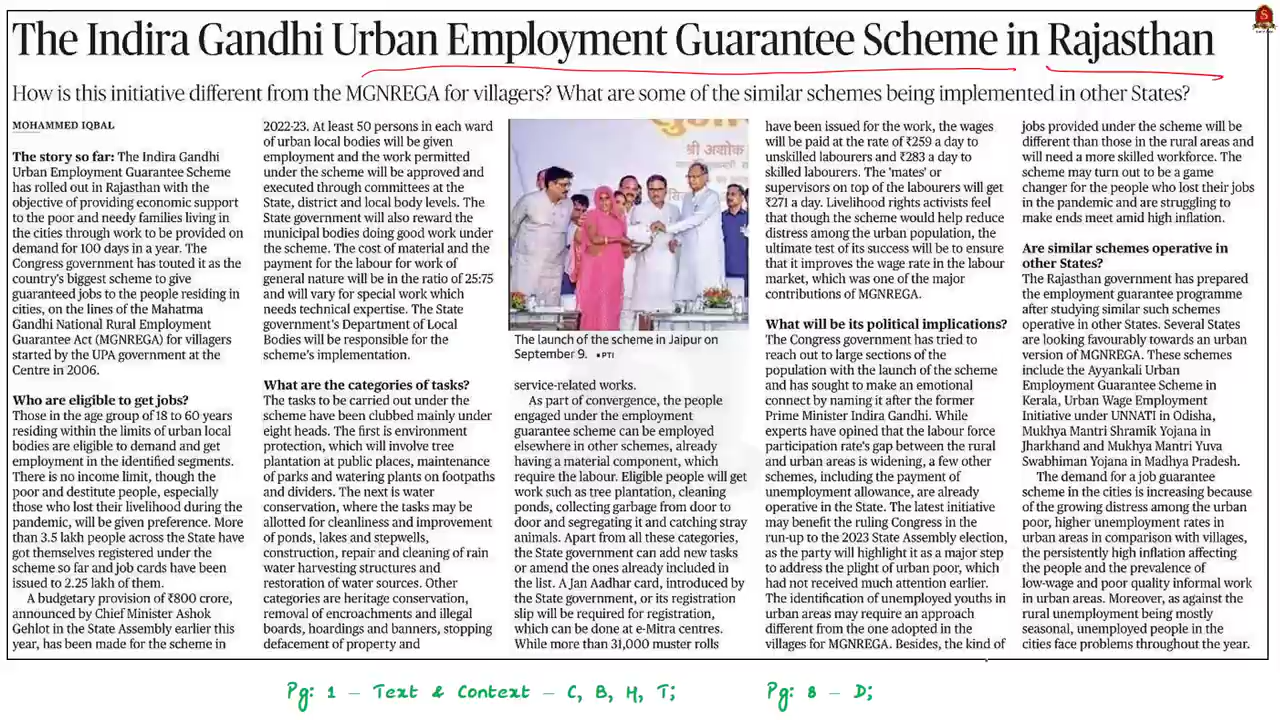 The Indira Gandhi Urban Employment Guarantee Scheme in Rajasthan
How is this initiative different from the MGNREGA for villagers? What are some of the similar schemes being implemented in other States?
MOHAMMED IQBAL
The story so far: The Indira Gandhi
Urban Employment Guarantee Scheme
has rolled out in Rajasthan with the
objective of providing economic support
to the poor and needy families living in
the cities through work to be provided on
demand for 100 days in a year. The
Congress government has touted it as the
country's biggest scheme to give
guaranteed jobs to the people residing in
cities, on the lines of the Mahatma
Gandhi National Rural Employment
Guarantee Act (MGNREGA) for villagers
started by the UPA government at the
Centre in 2006.
Who are eligible to get jobs?
Those in the age group of 18 to 60 years
residing within the limits of urban local
bodies are eligible to demand and get
employment in the identified segments.
There is no income limit, though the
poor and destitute people, especially
those who lost their livelihood during the
pandemic, will be given preference. More
than 3.5 lakh people across the State have
got themselves registered under the
scheme so far and job cards have been
issued to 2.25 lakh of them.
A budgetary provision of ₹800 crore,
announced by Chief Minister Ashok
Gehlot in the State Assembly earlier this
year, has been made for the scheme in
2022-23. At least 50 persons in each ward
of urban local bodies will be given
employment and the work permitted
under the scheme will be approved and
executed through committees at the
State, district and local body levels. The
State government will also reward the
municipal bodies doing good work under
the scheme. The cost of material and the
payment for the labour for work of
general nature will be in the ratio of 25:75
and will vary for special work which
needs technical expertise. The State
government's Department of Local
Bodies will be responsible for the
scheme's implementation.
What are the categories of tasks?
The tasks to be carried out under the
scheme have been clubbed mainly under
eight heads. The first is environment
protection, which will involve tree
plantation at public places, maintenance
of parks and watering plants on footpaths
and dividers. The next is water
conservation, where the tasks may be
allotted for cleanliness and improvement
of ponds, lakes and stepwells,
construction, repair and cleaning of rain
water harvesting structures and
restoration of water sources. Other
categories are heritage conservation,
removal of encroachments and illegal
boards, hoardings and banners, stopping
defacement of property and
श्री अशोक
The launch of the scheme in Jaipur on
September 9. •PTI
service-related works.
As part of convergence, the people
engaged under the employment
guarantee scheme can be employed
elsewhere in other schemes, already
having a material component, which
require the labour. Eligible people will get
work such as tree plantation, cleaning
ponds, collecting garbage from door to
door and segregating it and catching stray
animals. Apart from all these categories,
the State government can add new tasks
or amend the ones already included in
the list. A Jan Aadhar card, introduced by
the State government, or its registration
slip will be required for registration,
which can be done at e-Mitra centres.
While more than 31,000 muster rolls
have been issued for the work, the wages
will be paid at the rate of ₹259 a day to
unskilled labourers and ₹283 a day to
skilled labourers. The 'mates' or
supervisors on top of the labourers will get
₹271 a day. Livelihood rights activists feel
that though the scheme would help reduce
distress among the urban population, the
ultimate test of its success will be to ensure
that it improves the wage rate in the labour
market, which was one of the major
contributions of MGNREGA.
What will be its political implications?
The Congress government has tried to
reach out to large sections of the
population with the launch of the scheme
and has sought to make an emotional
connect by naming it after the former
Prime Minister Indira Gandhi. While
experts have opined that the labour force
participation rate's gap between the rural
and urban areas is widening, a few other
schemes, including the payment of
unemployment allowance, are already
operative in the State. The latest initiative
may benefit the ruling Congress in the
run-up to the 2023 State Assembly election,
as the party will highlight it as a major step
to address the plight of urban poor, which
had not received much attention earlier.
The identification of unemployed youths in
urban areas may require an approach
different from the one adopted in the
villages for MGNREGA. Besides, the kind of
jobs provided under the scheme will be
different than those in the rural areas and
will need a more skilled workforce. The
scheme may turn out to be a game
changer for the people who lost their jobs
in the pandemic and are struggling to
make ends meet amid high inflation.
Are similar schemes operative in
other States?
The Rajasthan government has prepared
the employment guarantee programme
after studying similar such schemes
operative in other States. Several States
are looking favourably towards an urban
version of MGNREGA. These schemes
include the Ayyankali Urban
Employment Guarantee Scheme in
Kerala, Urban Wage Employment
Initiative under UNNATI in Odisha,
Mukhya Mantri Shramik Yojana in
Jharkhand and Mukhya Mantri Yuva
Swabhiman Yojana in Madhya Pradesh.
The demand for a job guarantee
scheme in the cities is increasing because
of the growing distress among the urban
poor, higher unemployment rates in
urban areas in comparison with villages,
the persistently high inflation affecting
the people and the prevalence of
low-wage and poor quality informal work
in urban areas. Moreover, as against the
rural unemployment being mostly
seasonal, unemployed people in the
cities face problems throughout the year.
Pg: 1 – Text & Context – C, B, H, T; Pg: 8 – D;